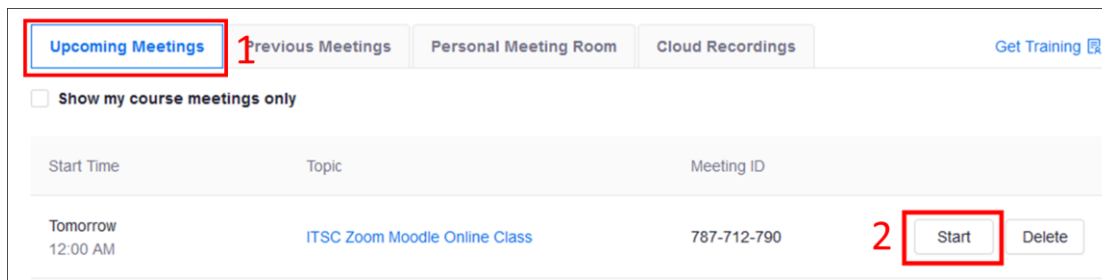 Upcoming Meetings 1 Previous Meetings Personal Meeting Room Cloud Recordings Get Training
Show my course meetings only
Start Time Topic Meeting ID
Tomorrow
12:00 AM
ITSC Zoom Moodle Online Class 787-712-790 2 Start Delete